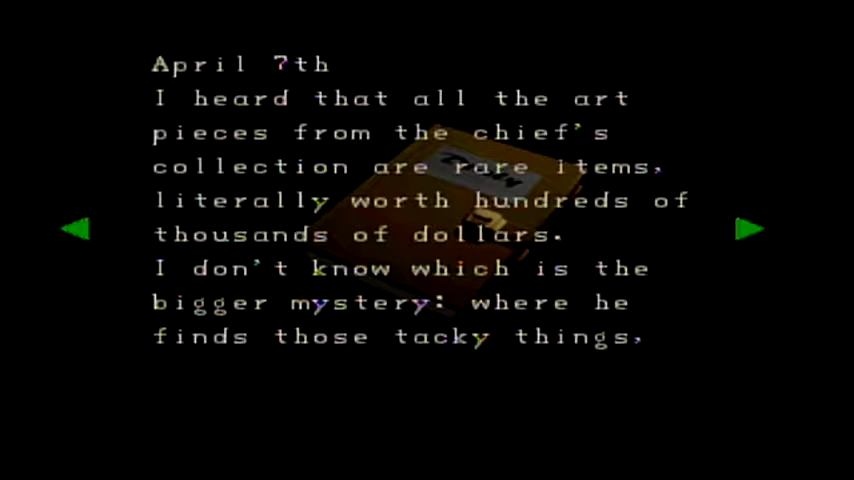 April 7th
I heard that all the art
pieces from the chief's
collection are rare items,
literally worth hundreds of
thousands of dollars.
I don't know which is the
bigger mystery: where he
finds those tacky things,